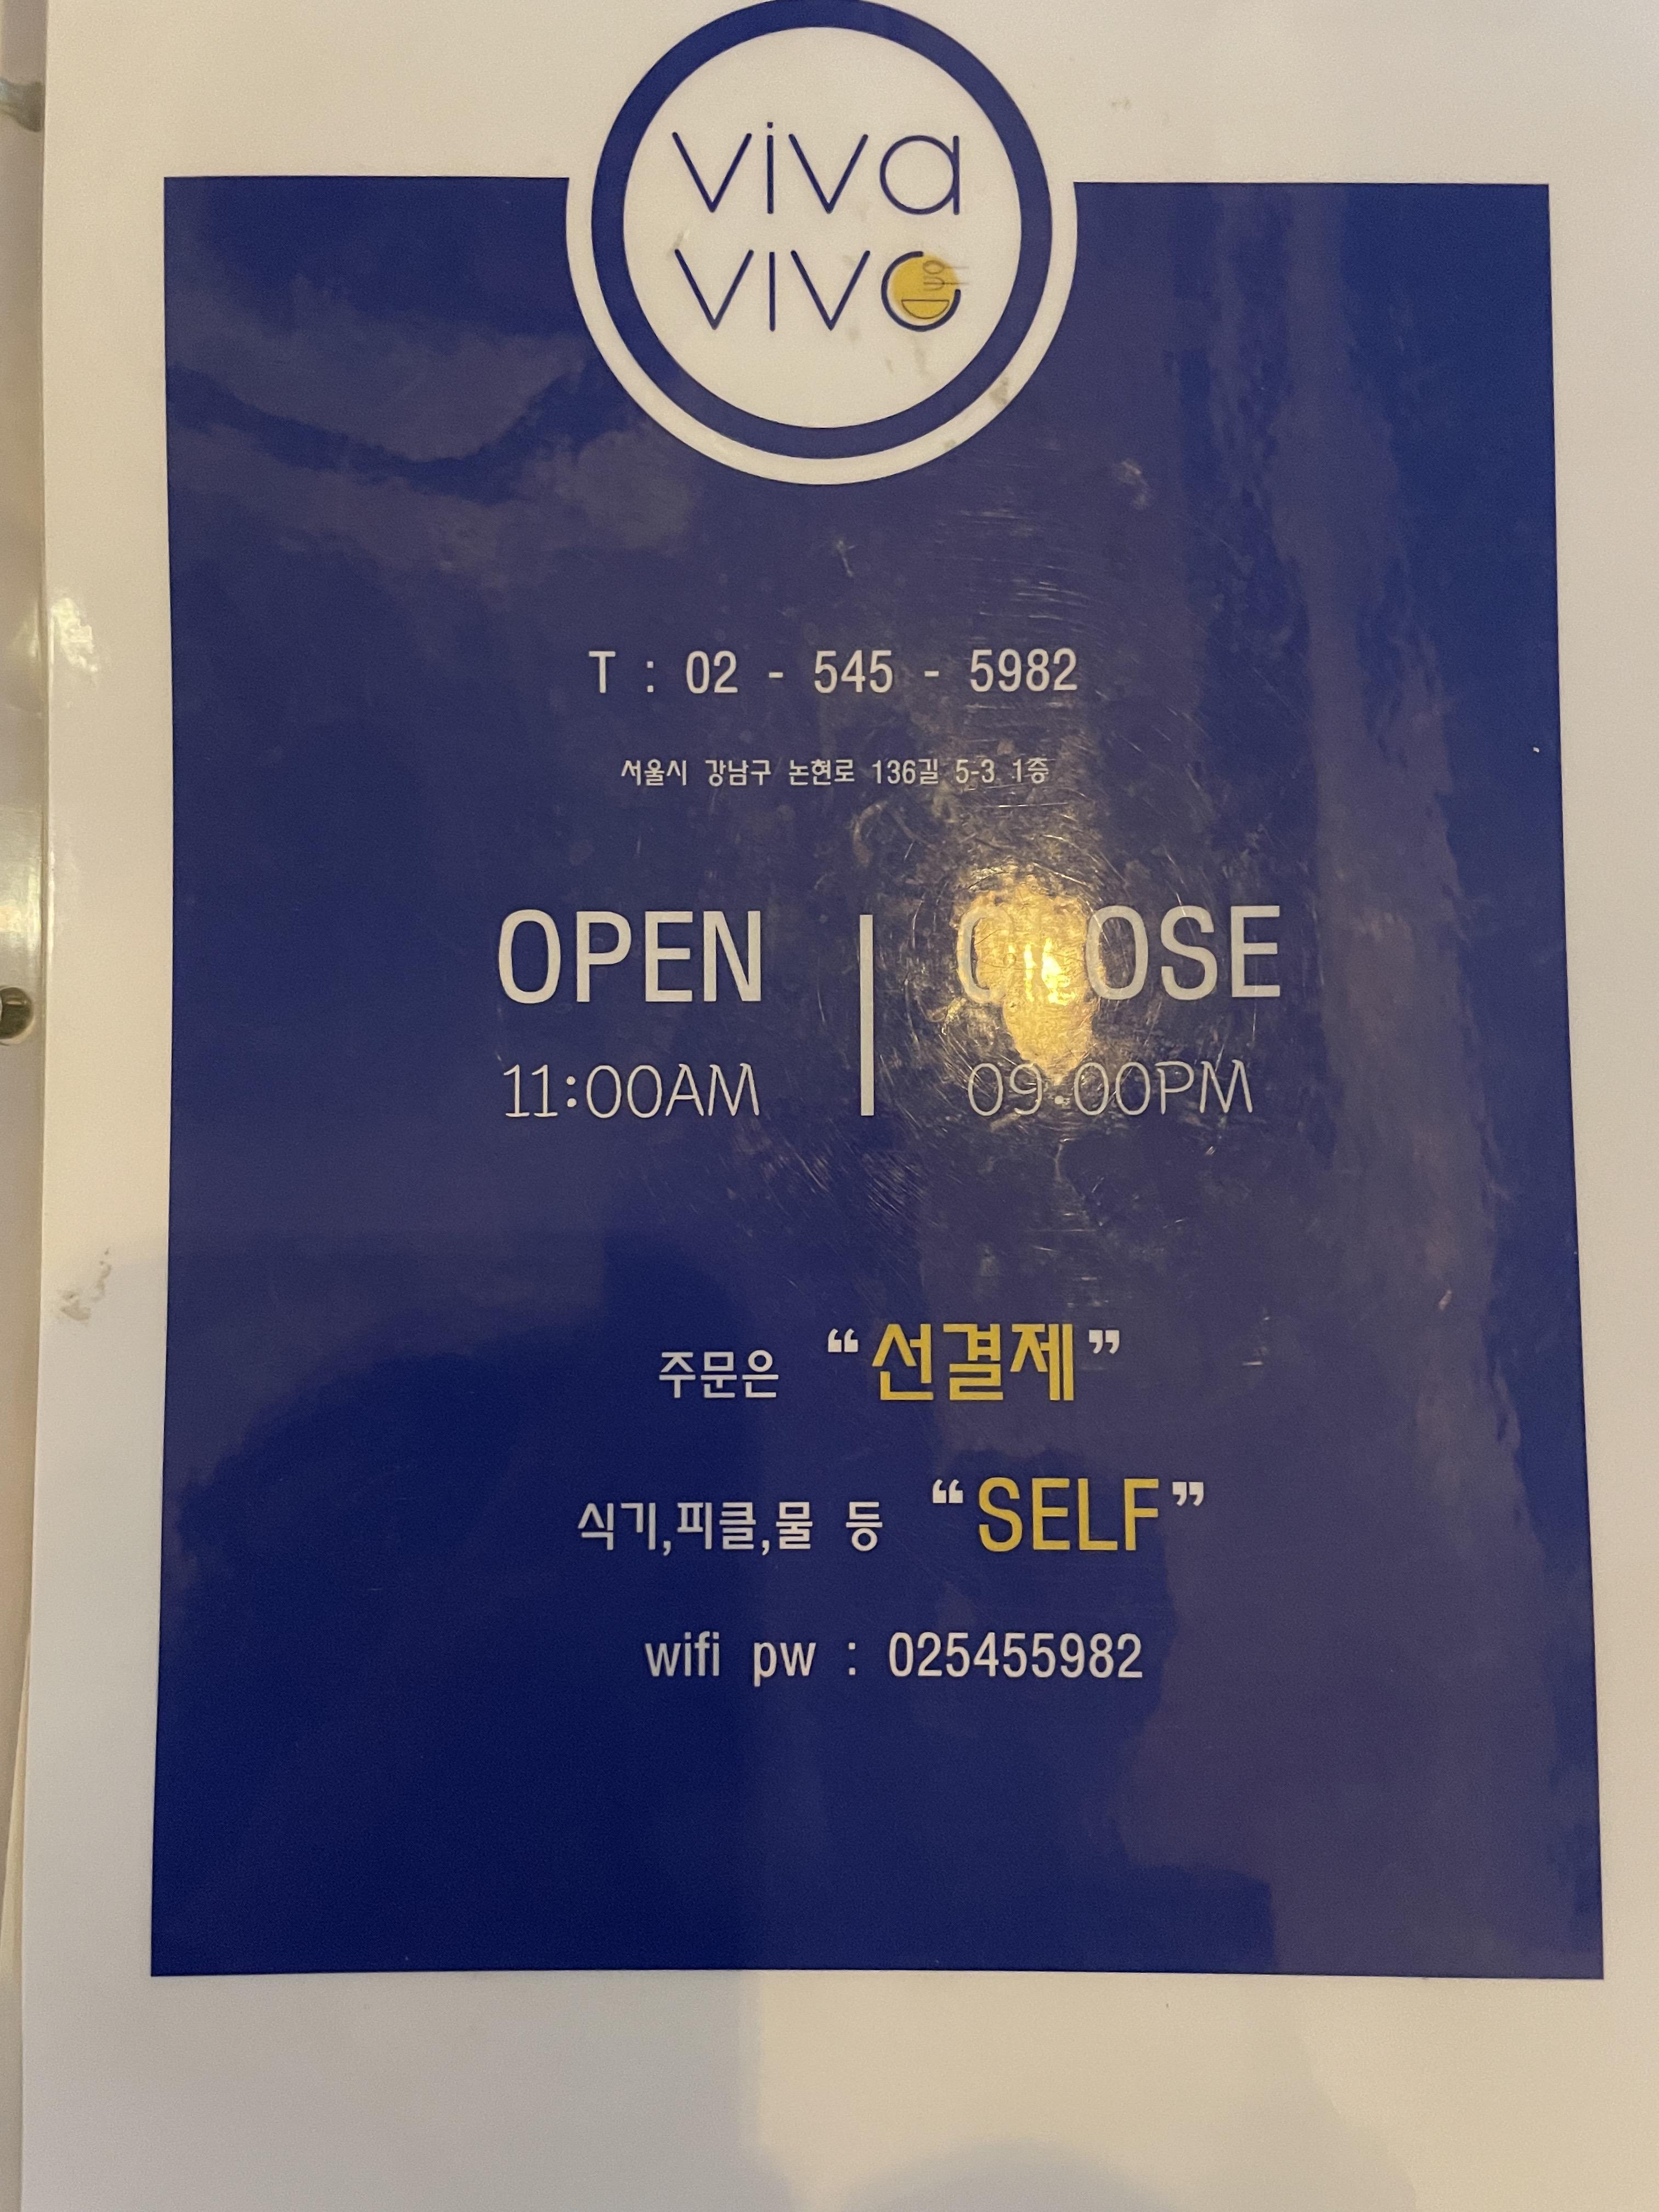 viva
vivo
T : 02 - 545 - 5982
서울시 강남구 논현로 136길 5-3 1층
OPEN | CLOSE
11:00AM 09:00PM
주문은 “선결제”
식기,피클,물 등 “SELF”
wifi pw : 025455982